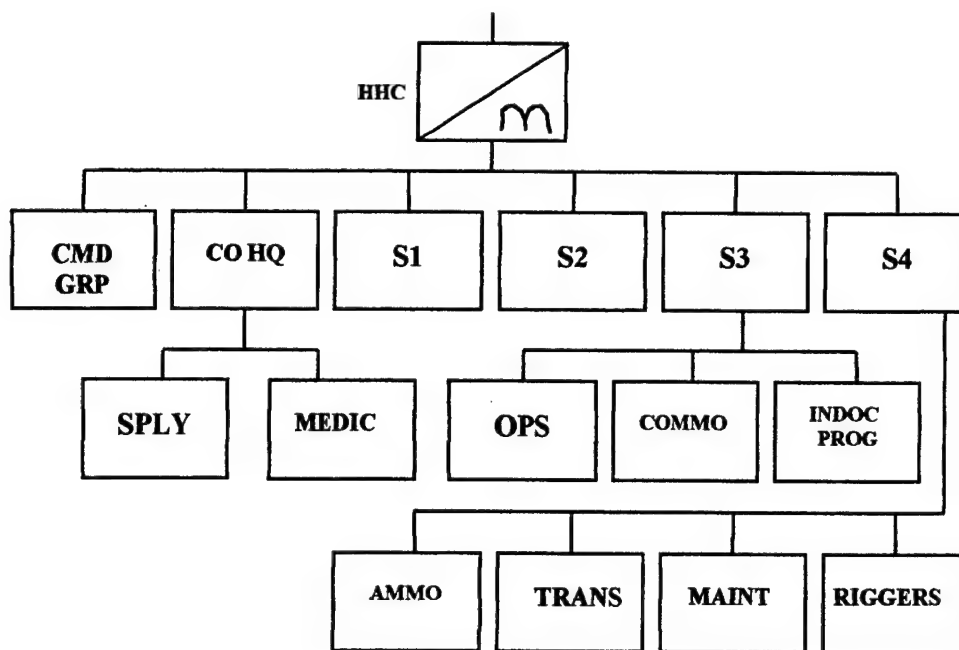 HHC
CMD
GRP
CO HQ
S1
S2
S3
S4
SPLY
MEDIC
OPS
COMMO
INDOC
PROG
AMMO
TRANS
MAINT
RIGGERS